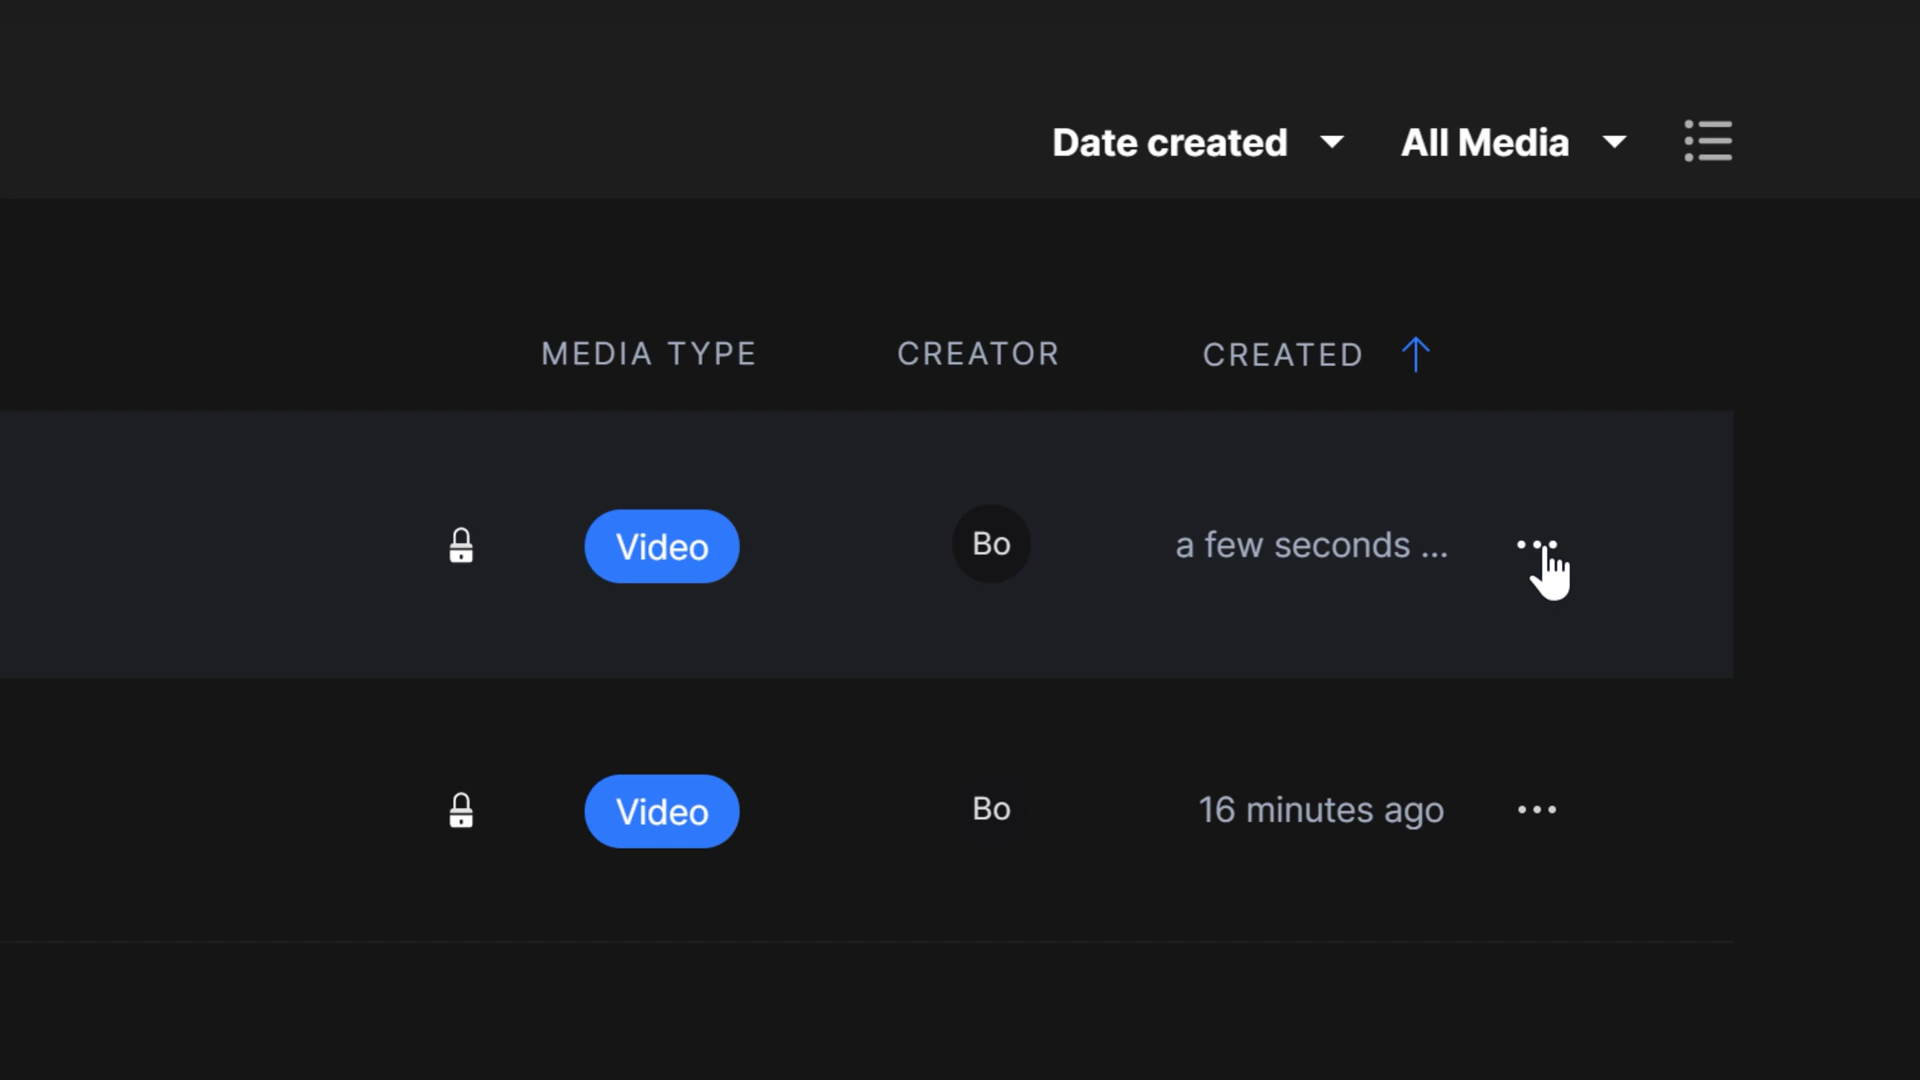 Date created All Media
MEDIA TYPE CREATOR CREATED
Video Bo a few seconds ...
Video Bo 16 minutes ago